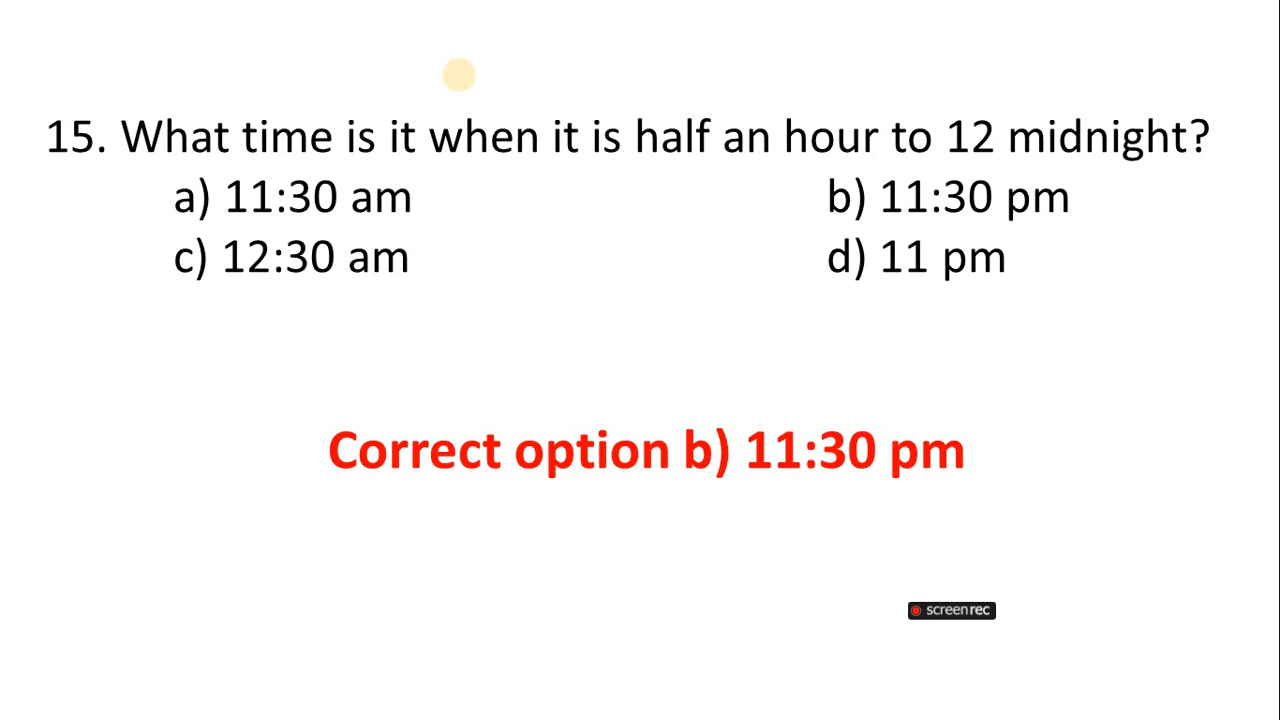 15. What time is it when it is half an hour to 12 midnight?
a) 11:30 am b) 11:30 pm
c) 12:30 am d) 11 pm
Correct option b) 11:30 pm
screenrec